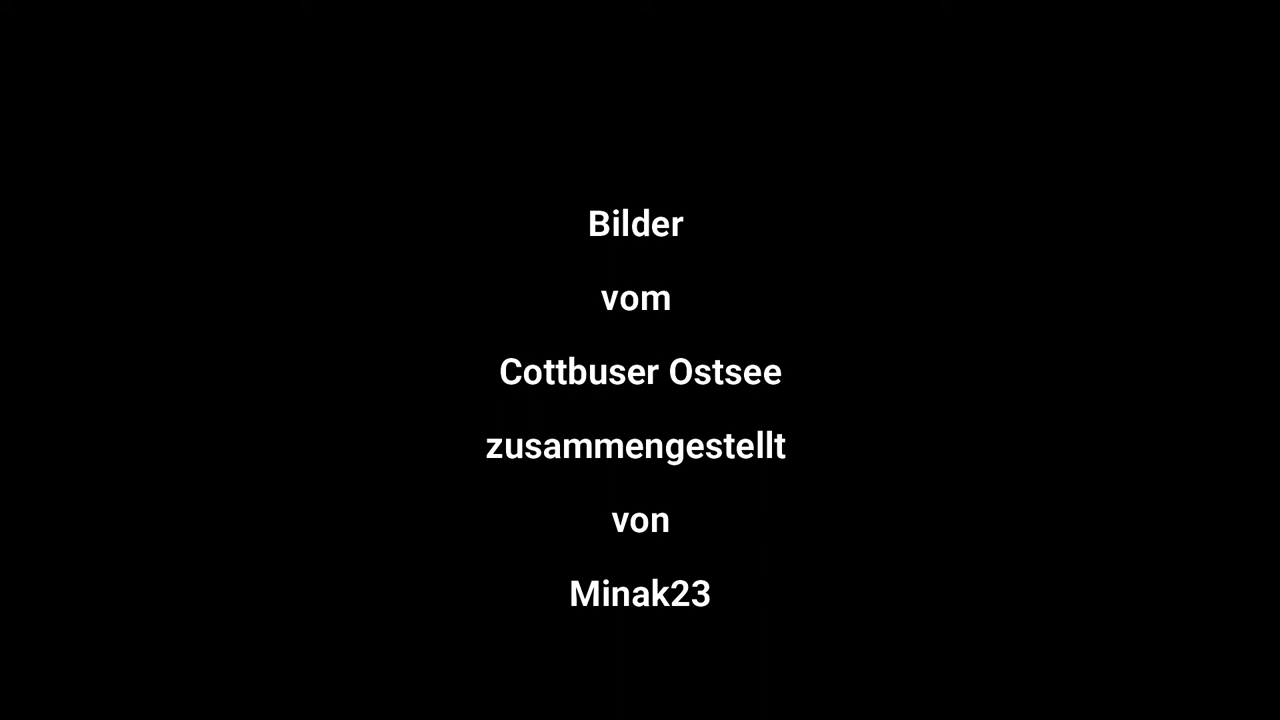 Bilder
vom
Cottbuser Ostsee
zusammengestellt
von
Minak23